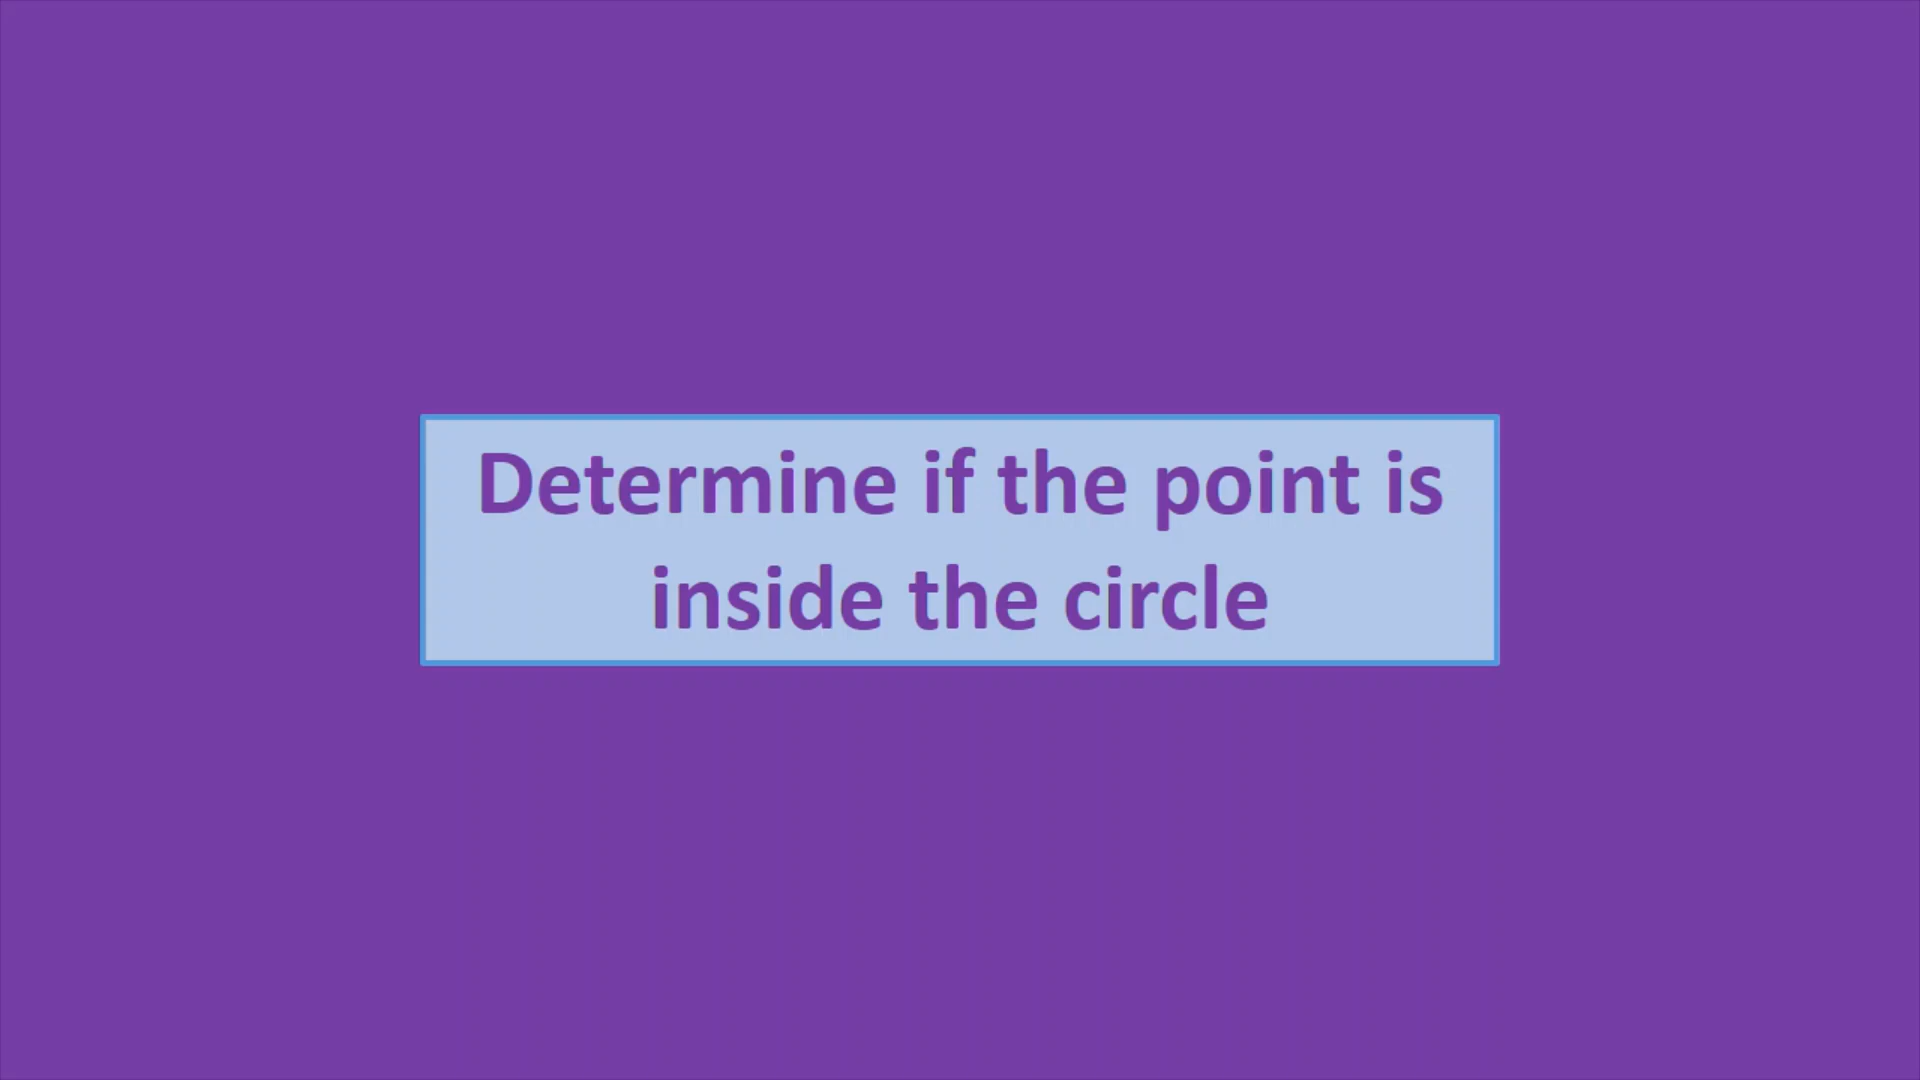 Determine if the point is
inside the circle